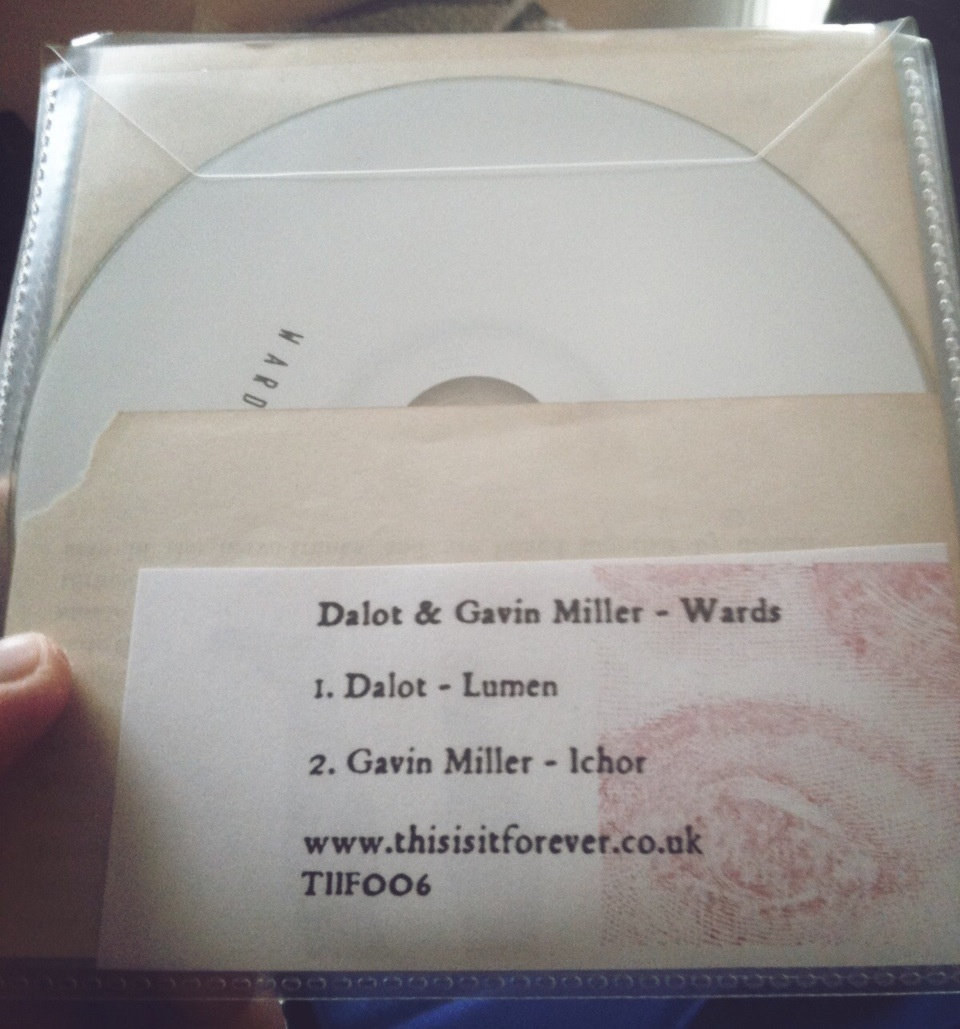 WARD
Dalot & Gavin Miller - Wards
1. Dalot - Lumen
2. Gavin Miller - Ichor
www.thisisitforever.co.uk
TIIF006